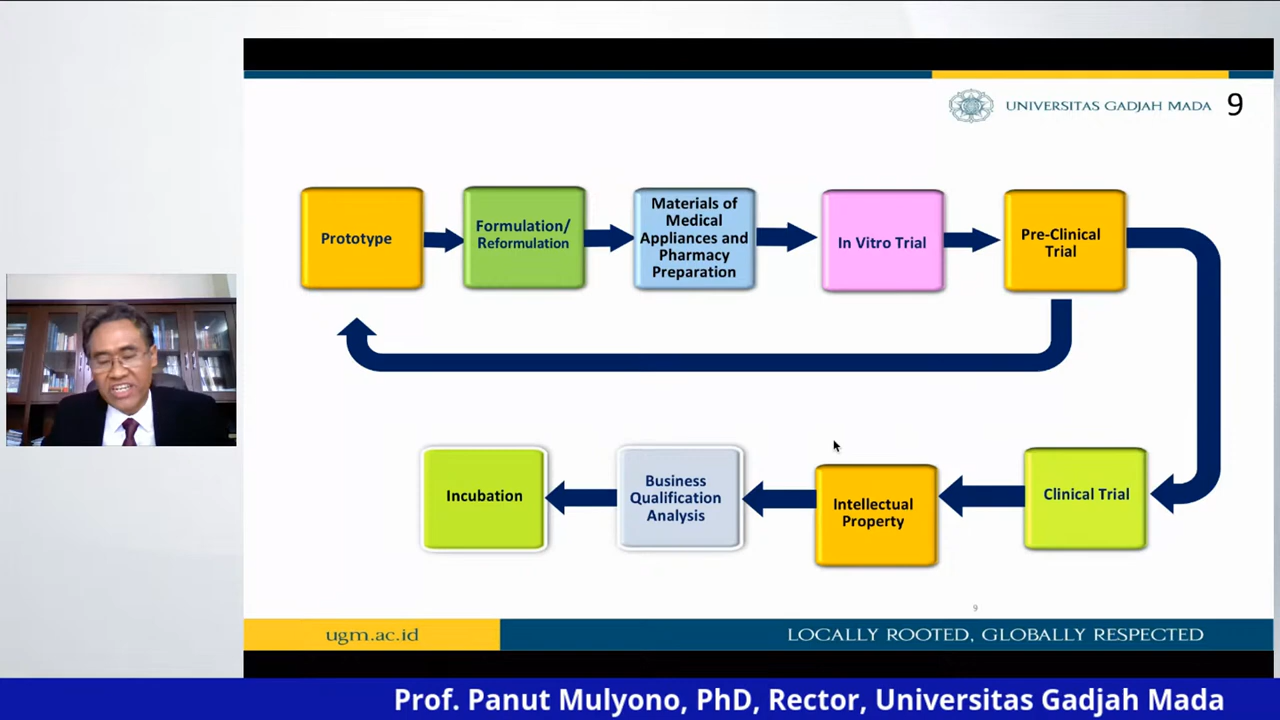 UNIVERSITAS GADJAH MADA
9
Prototype
Formulation/
Reformulation
Materials of
Medical
Appliances and
Pharmacy
Preparation
In Vitro Trial
Pre-Clinical
Trial
Incubation
Business
Qualification
Analysis
Intellectual
Property
Clinical Trial
9
ugm.ac.id
LOCALLY ROOTED, GLOBALLY RESPECTED
Prof. Panut Mulyono, PhD, Rector, Universitas Gadjah Mada